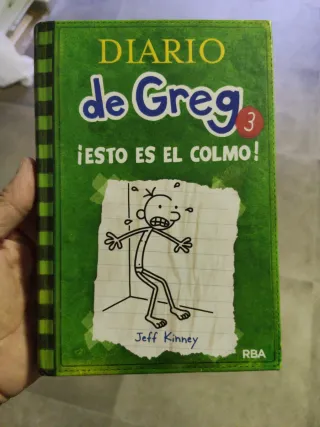 DIARIO
de Greg
3
¡ESTO ES EL COLMO!
Jeff Kinney
RBA